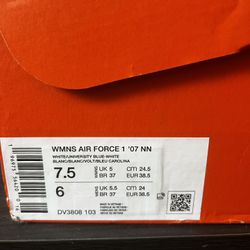 WMNS AIR FORCE 1 '07 NN
WHITE/UNIVERSITY BLUE-WHITE
BLANC/BLANC/VOLT/BLEU CAROLINA
7.5 UK 5 CM 24.5
BR 37 EUR 38.5
6 UK 5.5 CM 24
BR 37 EUR 38.5
DV3808 103